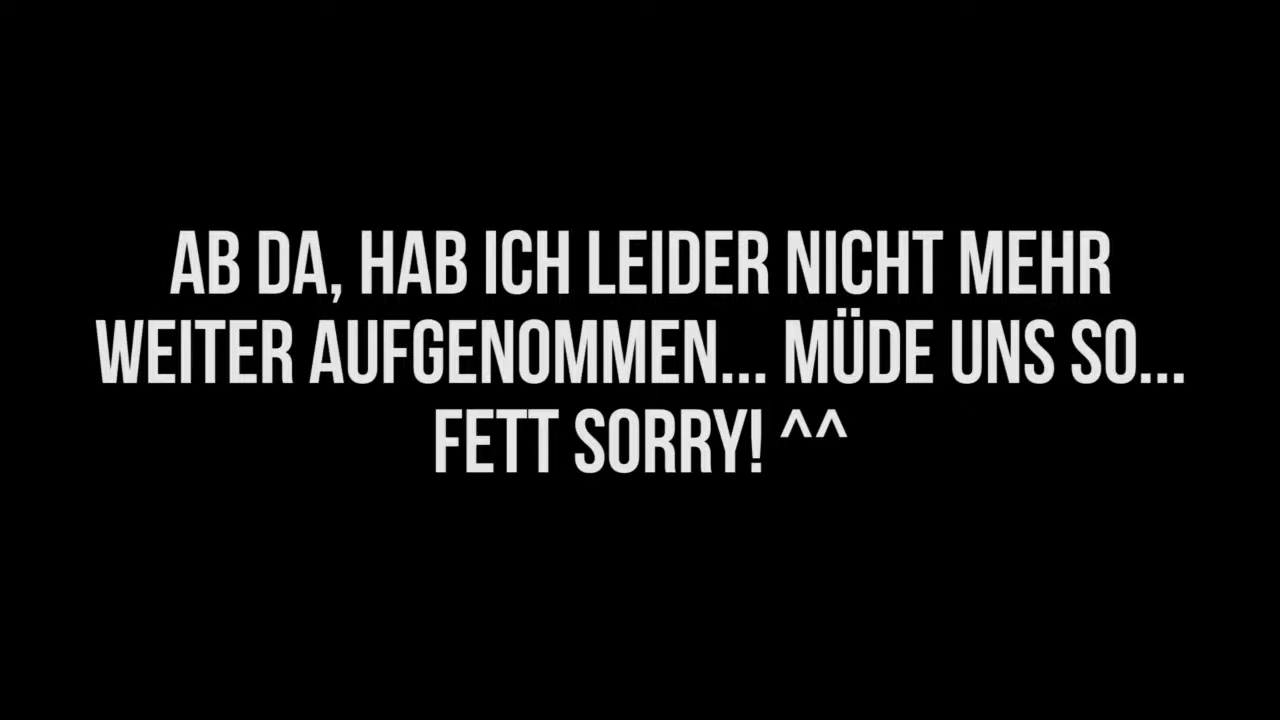 AB DA, HAB ICH LEIDER NICHT MEHR
WEITER AUFGENOMMEN... MÜDE UNS SO...
FETT SORRY! ^^